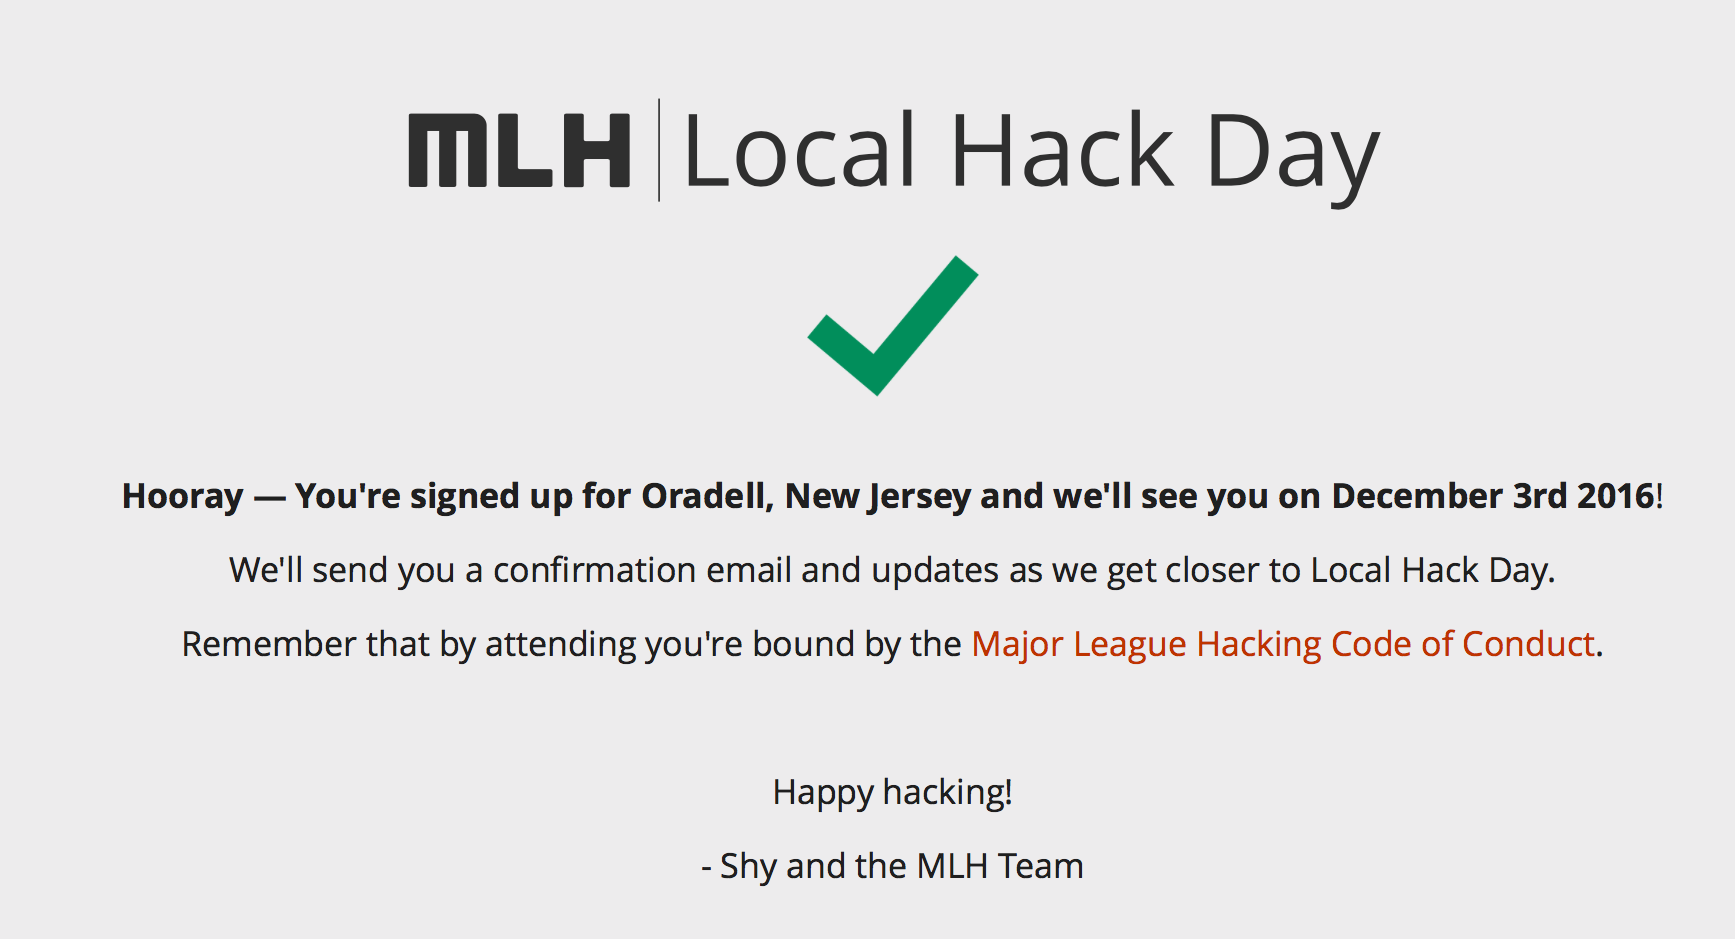 MLH | Local Hack Day
Hooray — You're signed up for Oradell, New Jersey and we'll see you on December 3rd 2016!
We'll send you a confirmation email and updates as we get closer to Local Hack Day.
Remember that by attending you're bound by the Major League Hacking Code of Conduct.
Happy hacking!
- Shy and the MLH Team